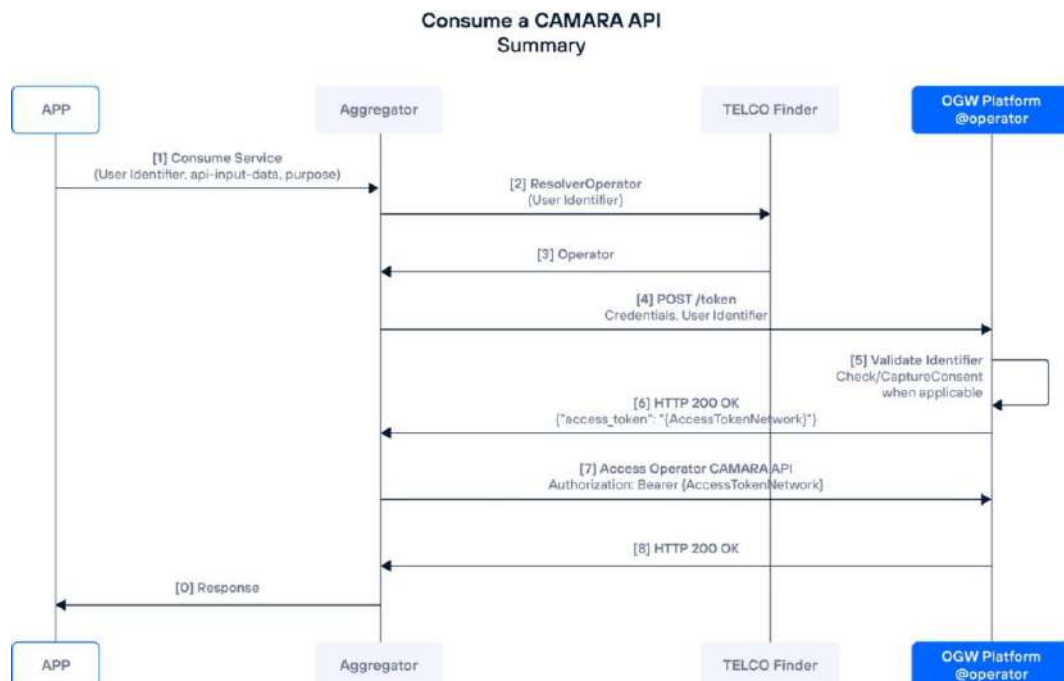 Consume a CAMARA API
Summary
APP
Aggregator
TELCO Finder
OGW Platform
@operator
[1] Consume Service
(User Identifier, api-input-data, purpose)
[2] ResolverOperator
(User Identifier)
[3] Operator
[4] POST /token
Credentials, User Identifier
[5] Validate Identifier
Check/CaptureConsent
when applicable
[6] HTTP 200 OK
{"access_token": "{AccessTokenNetwork}"}
[7] Access Operator CAMARA API
Authorization: Bearer {AccessTokenNetwork}
[8] HTTP 200 OK
[0] Response
APP
Aggregator
TELCO Finder
OGW Platform
@operator